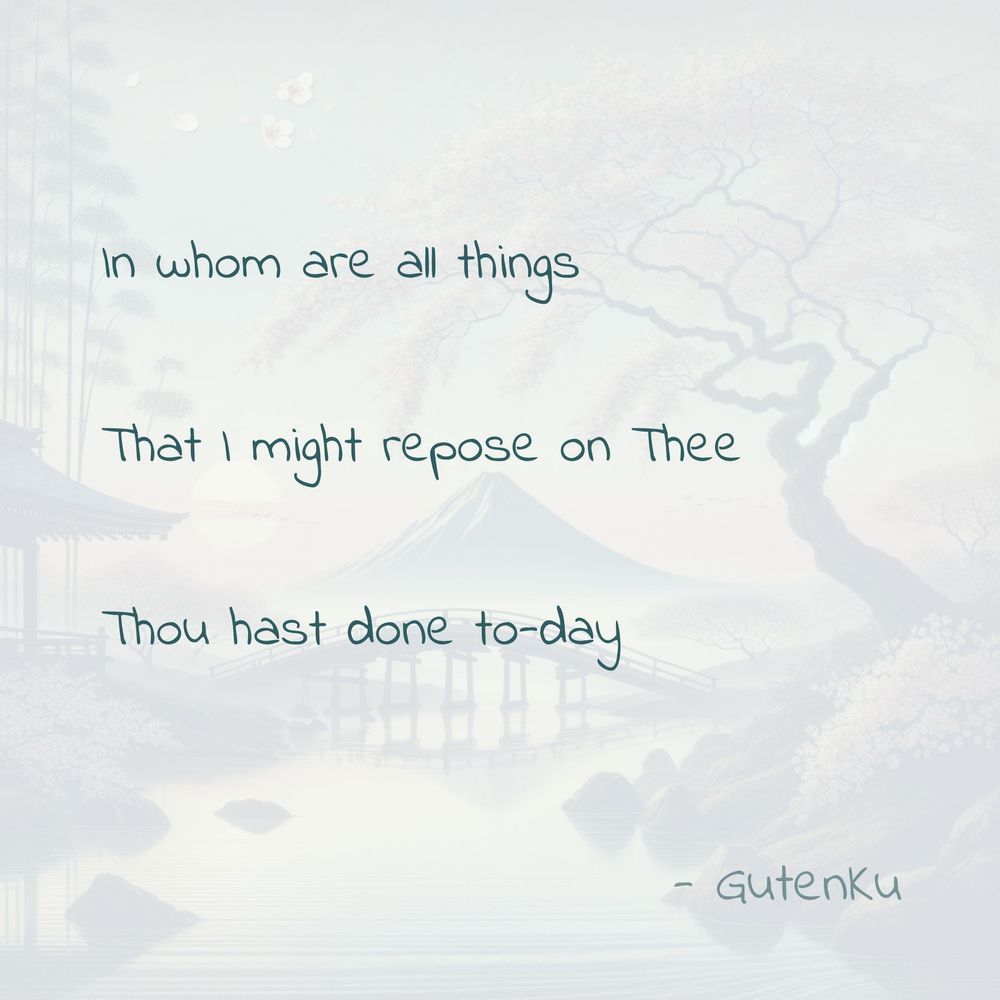 In whom are all things
That I might repose on Thee
Thou hast done to-day
- GutenKu